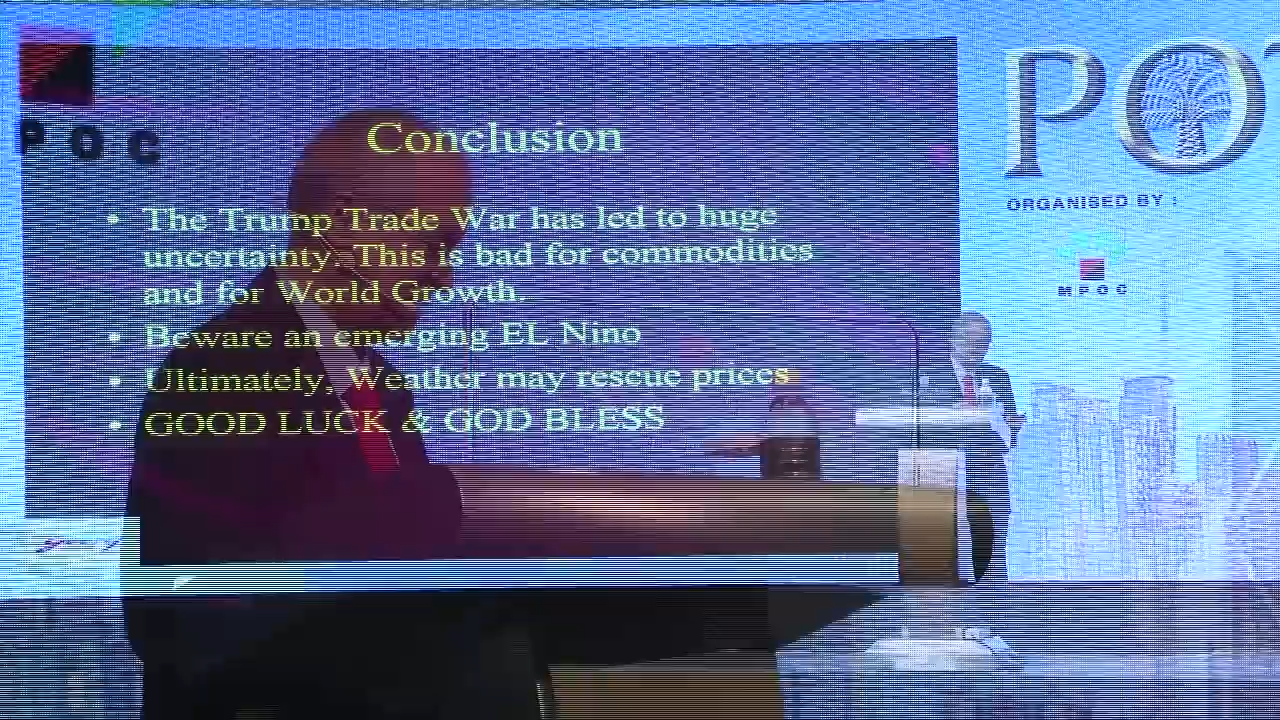 POC
Conclusion
• The Trump Trade War has led to huge
uncertainty. This is bad for commodities
and for World Growth.
• Beware an emerging EL Nino
• Ultimately, Weather may rescue prices
• GOOD LUCK & GOD BLESS
PO
ORGANISED BY :
MPOC